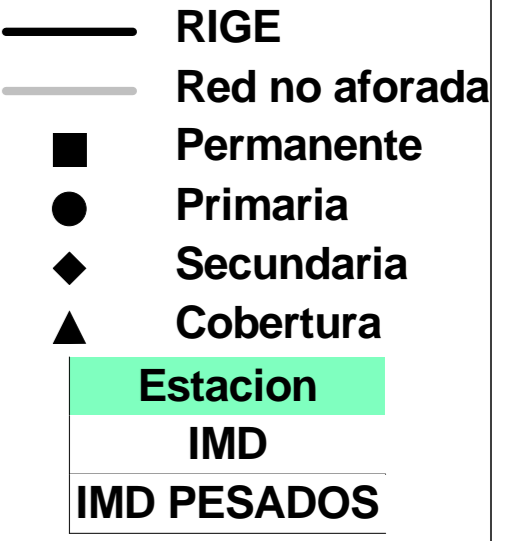 RIGE
Red no aforada
Permanente
Primaria
Secundaria
Cobertura
Estacion
IMD
IMD PESADOS